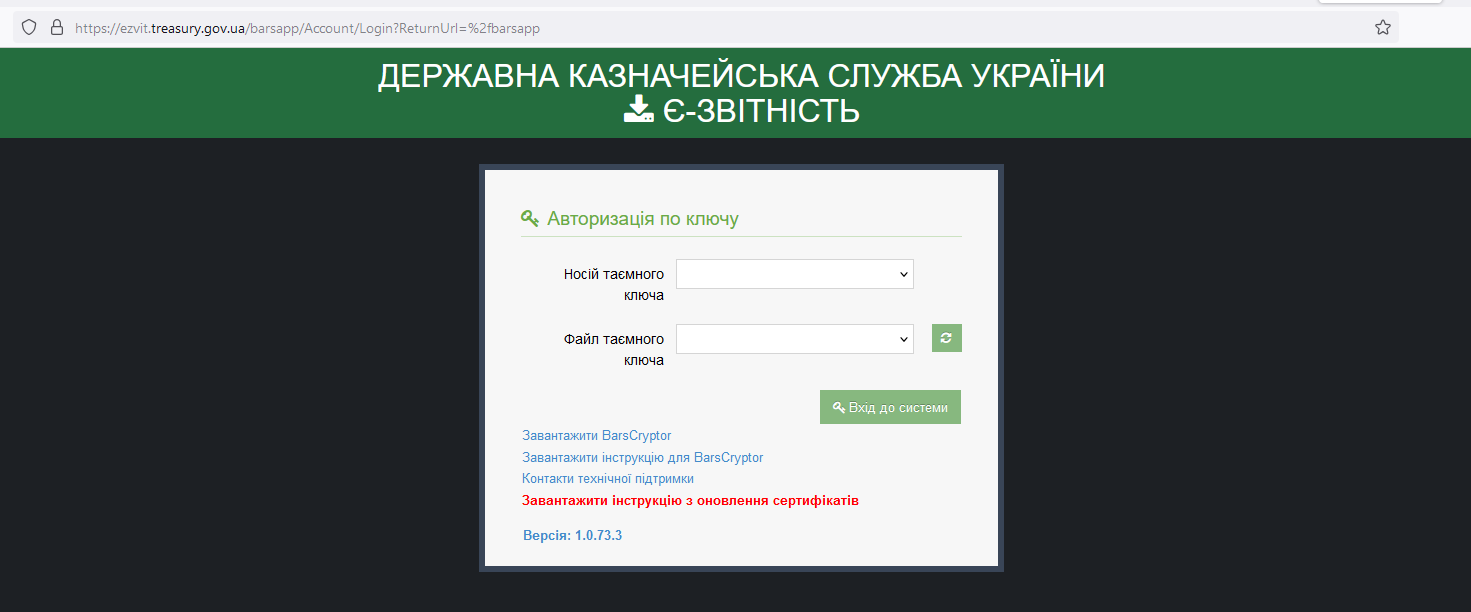 https://ezvit.treasury.gov.ua/barsapp/Account/Login?ReturnUrl=%2fbarsapp
ДЕРЖАВНА КАЗНАЧЕЙСЬКА СЛУЖБА УКРАЇНИ
Є-ЗВІТНІСТЬ
Авторизація по ключу
Носій таємного
ключа
Файл таємного
ключа
Вхід до системи
Завантажити BarsCryptor
Завантажити інструкцію для BarsCryptor
Контакти технічної підтримки
Завантажити інструкцію з оновлення сертифікатів
Версія: 1.0.73.3